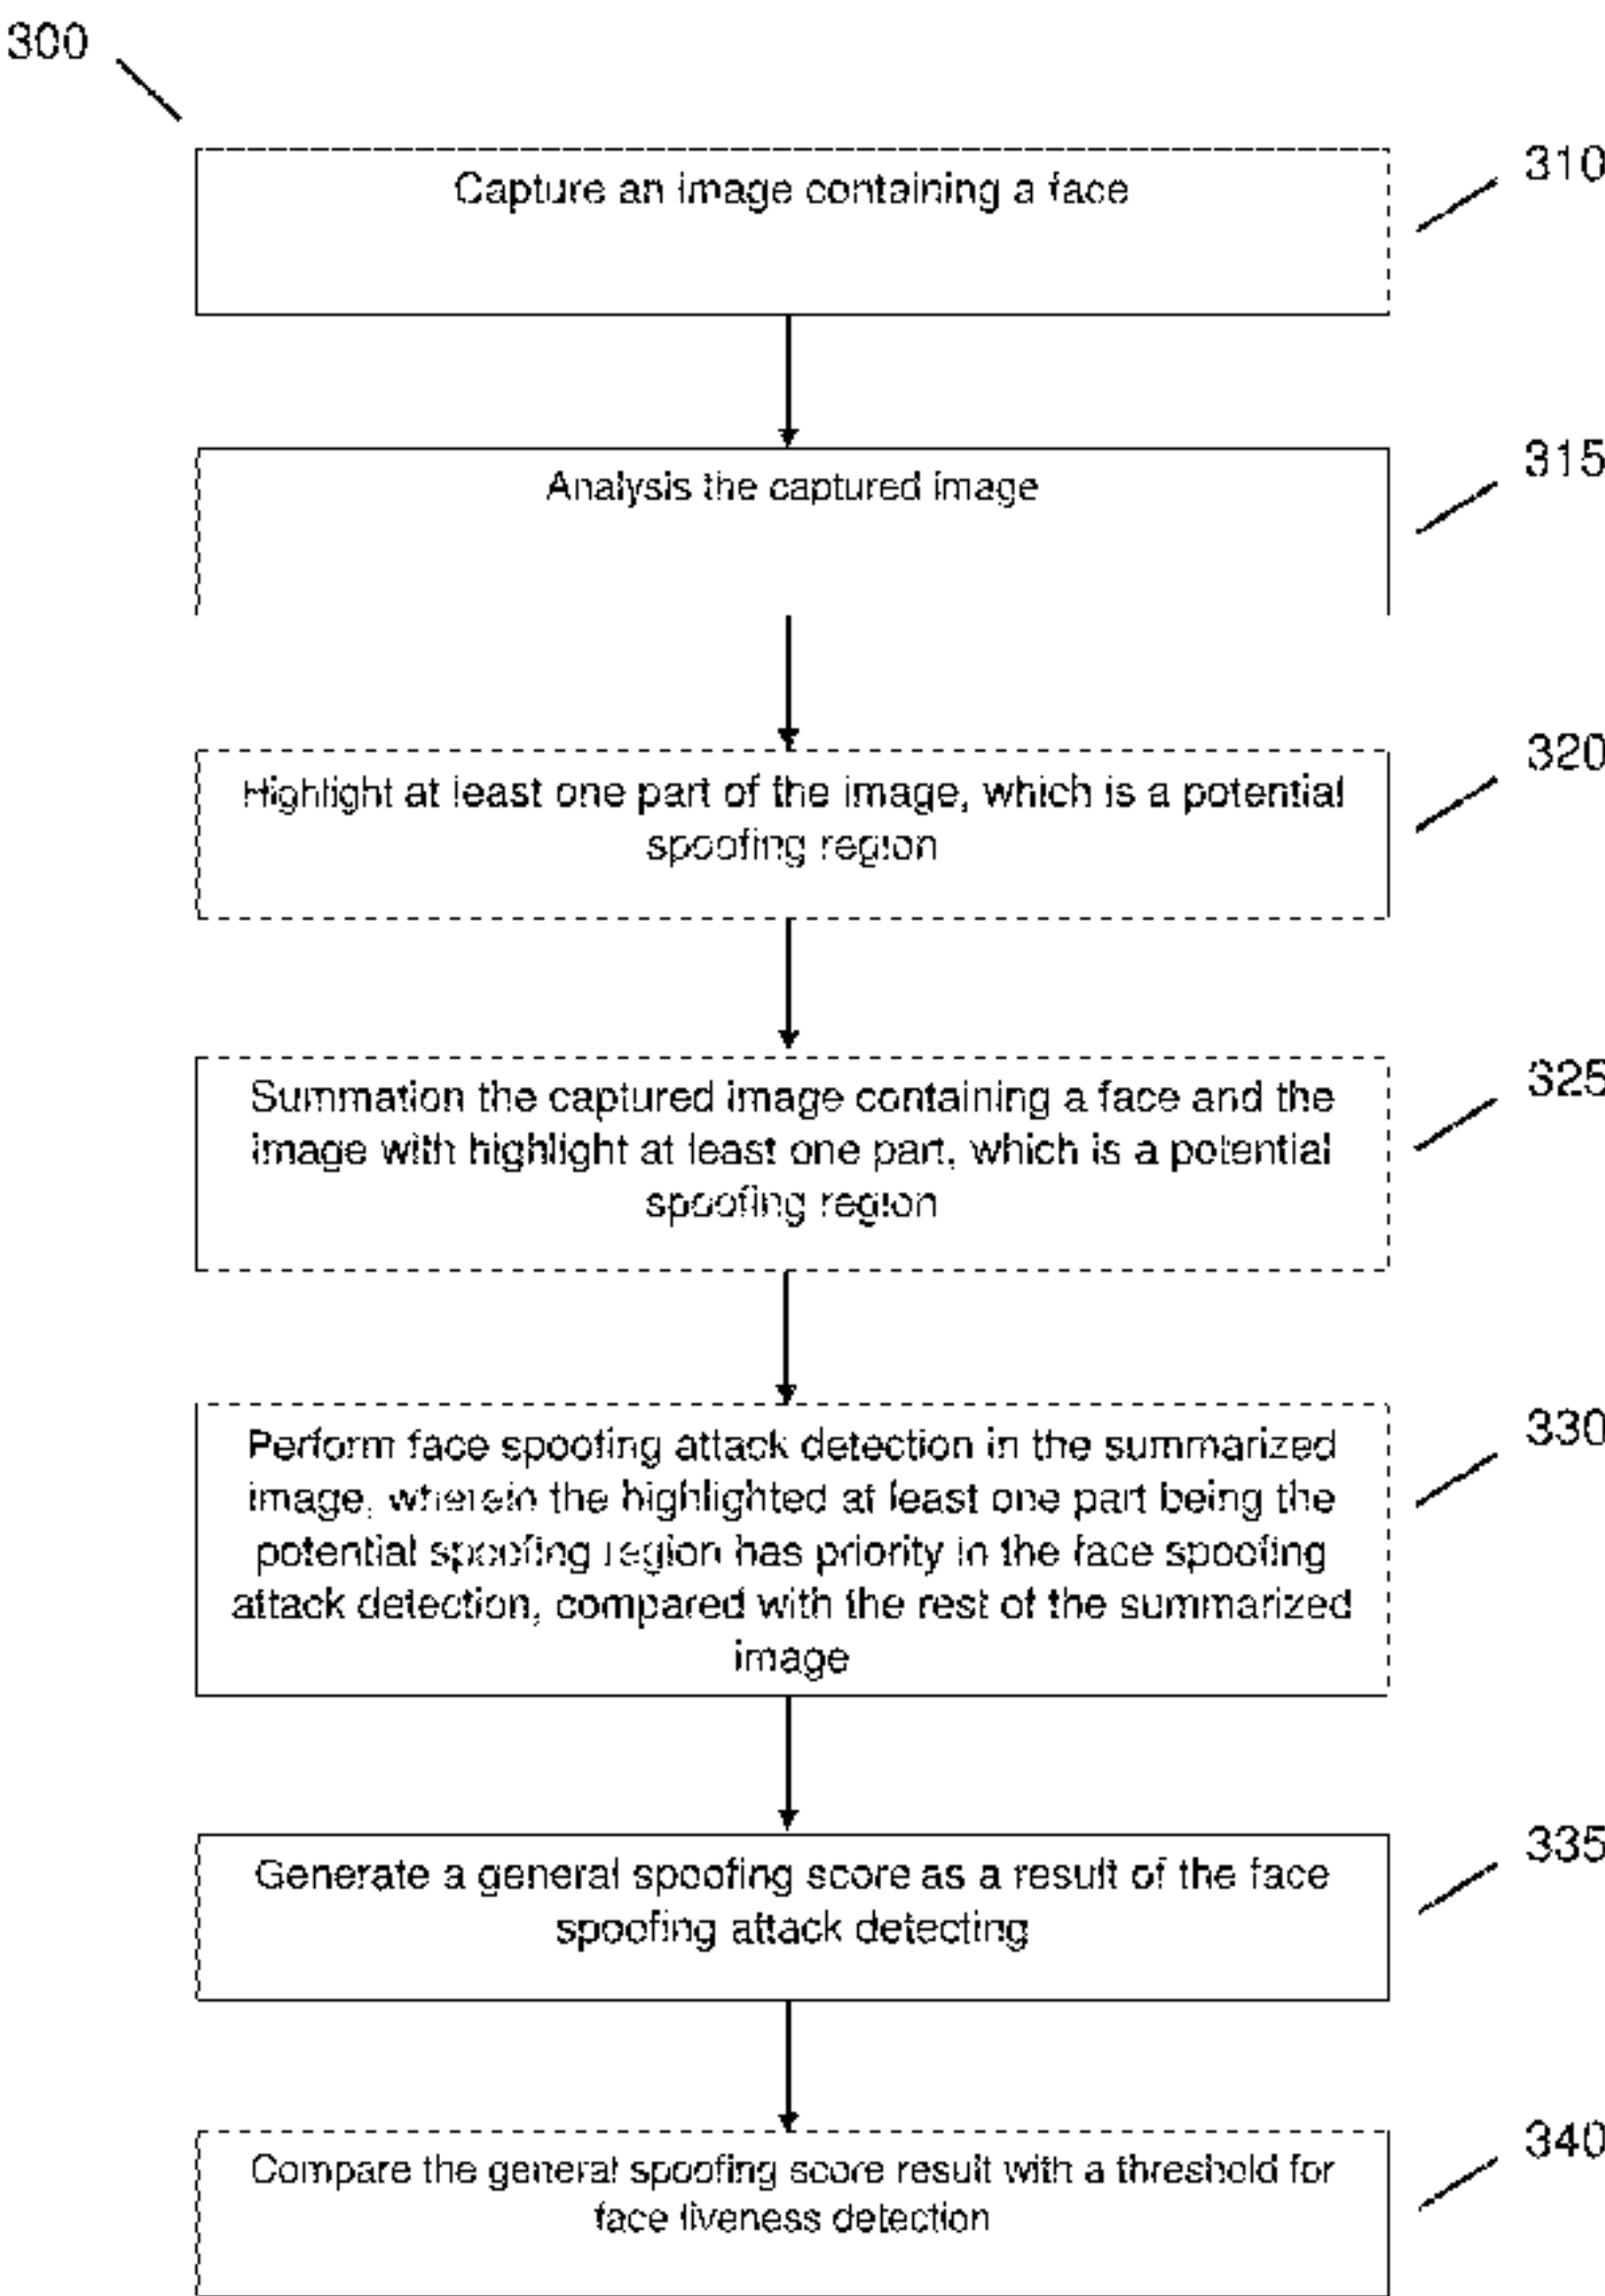 300
310
Capture an image containing a face
315
Analysis the captured image
320
Highlight at least one part of the image, which is a potential
spoofing region
325
Summation the captured image containing a face and the
image with highlight at least one part, which is a potential
spoofing region
330
Perform face spoofing attack detection in the summarized
image, wherein the highlighted at least one part being the
potential spoofing region has priority in the face spoofing
attack detection, compared with the rest of the summarized
image
335
Generate a general spoofing score as a result of the face
spoofing attack detecting
340
Compare the general spoofing score result with a threshold for
face liveness detection